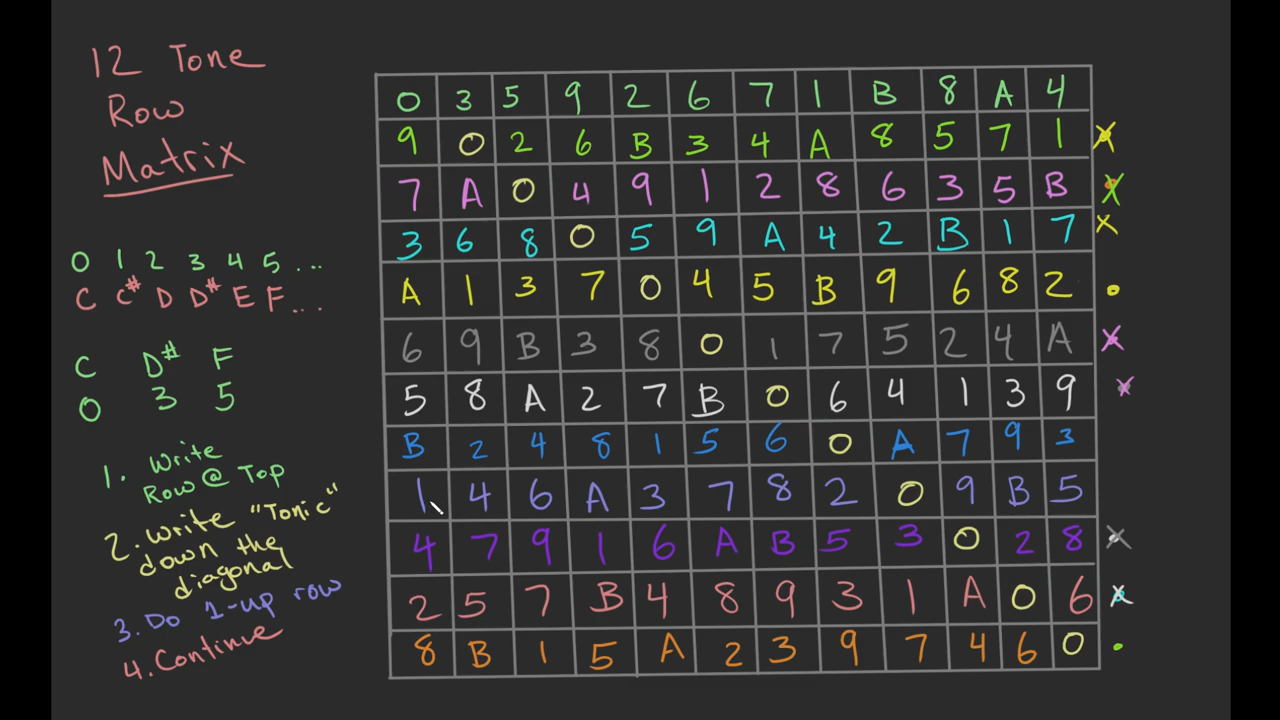 12 Tone
Row
Matrix
0 1 2 3 4 5 ...
C C# D D# E F...
C D# F
0 3 5
1. Write
Row @ Top
2. Write "Tonic"
down the
diagonal
3. Do 1-up row
4. Continue
0 3 5 9 2 6 7 1 B 8 A 4
9 0 2 6 B 3 4 A 8 5 7 1 x
7 A 0 4 9 1 2 8 6 3 5 B x
3 6 8 0 5 9 A 4 2 B 1 7 x
A 1 3 7 0 4 5 B 9 6 8 2 .
6 9 B 3 8 0 1 7 5 2 4 A x
5 8 A 2 7 B 0 6 4 1 3 9 x
B 2 4 8 1 5 6 0 A 7 9 3
1 4 6 A 3 7 8 2 0 9 B 5
4 7 9 1 6 A B 5 3 0 2 8 x
2 5 7 B 4 8 9 3 1 A 0 6 x
8 B 1 5 A 2 3 9 7 4 6 0 .